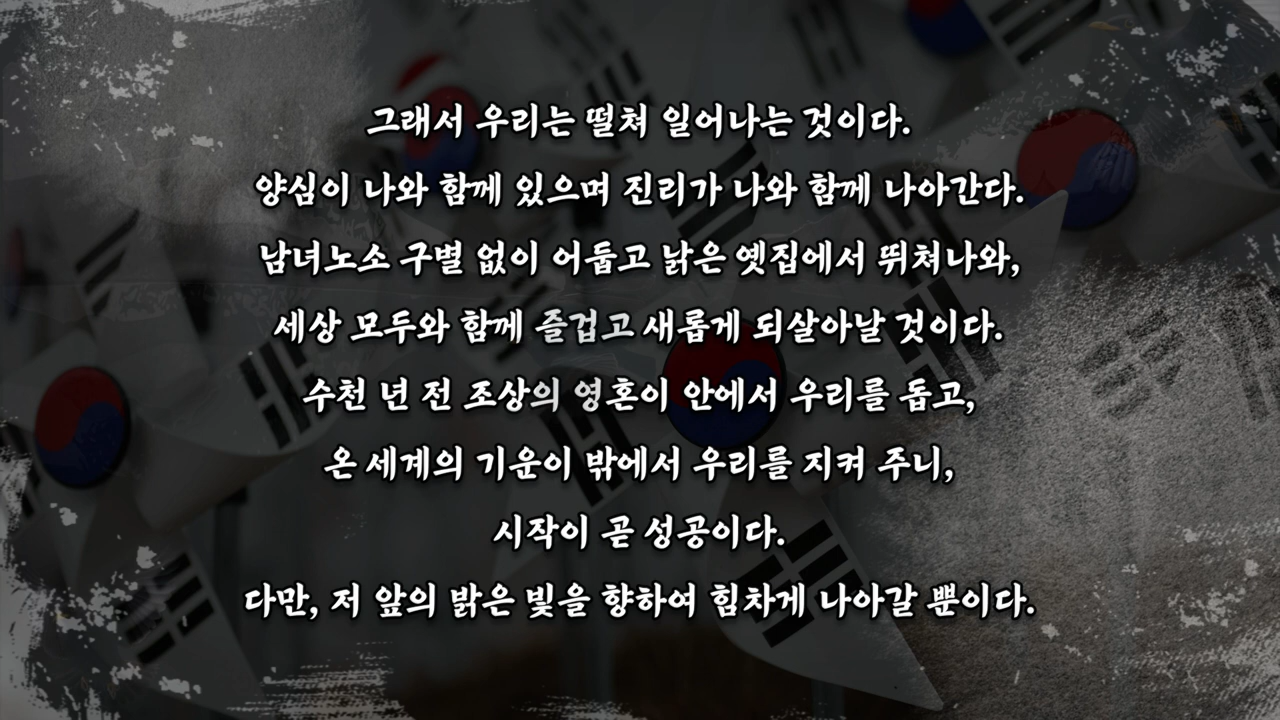 그래서 우리는 떨쳐 일어나는 것이다.
양심이 나와 함께 있으며 진리가 나와 함께 나아간다.
남녀노소 구별 없이 어둡고 낡은 옛집에서 뛰쳐나와,
세상 모두와 함께 즐겁고 새롭게 되살아날 것이다.
수천 년 전 조상의 영혼이 안에서 우리를 돕고,
온 세계의 기운이 밖에서 우리를 지켜 주니,
시작이 곧 성공이다.
다만, 저 앞의 밝은 빛을 향하여 힘차게 나아갈 뿐이다.